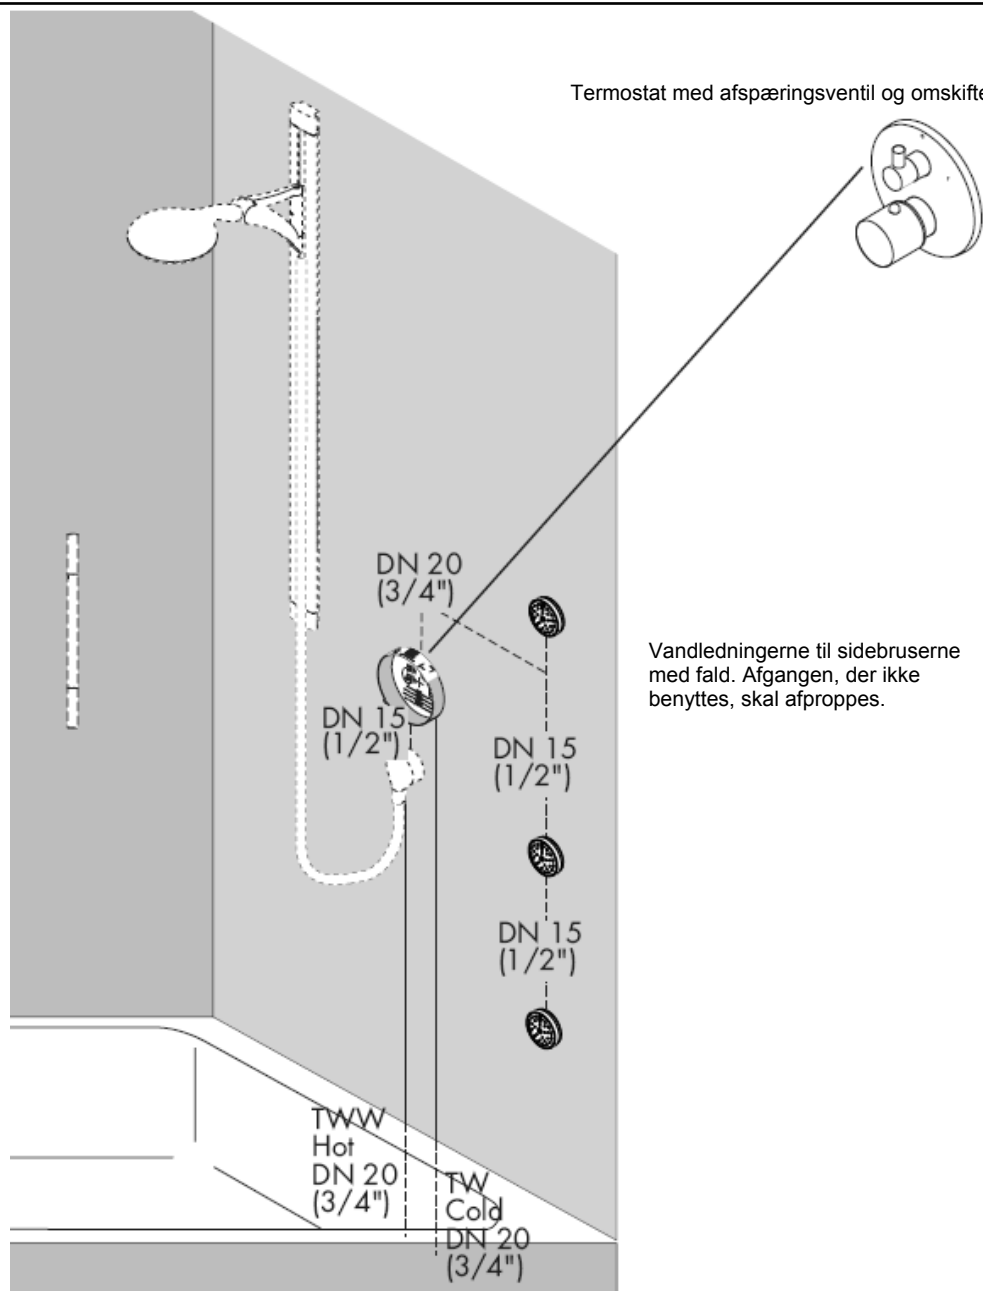 Termostat med afspæringsventil og omskifte
DN 20
(3/4")
Vandledningerne til sidebruserne
med fald. Afgangen, der ikke
benyttes, skal afproppes.
DN 15
(1/2")
DN 15
(1/2")
DN 15
(1/2")
TWW
Hot
DN 20
(3/4")
TW
Cold
DN 20
(3/4")